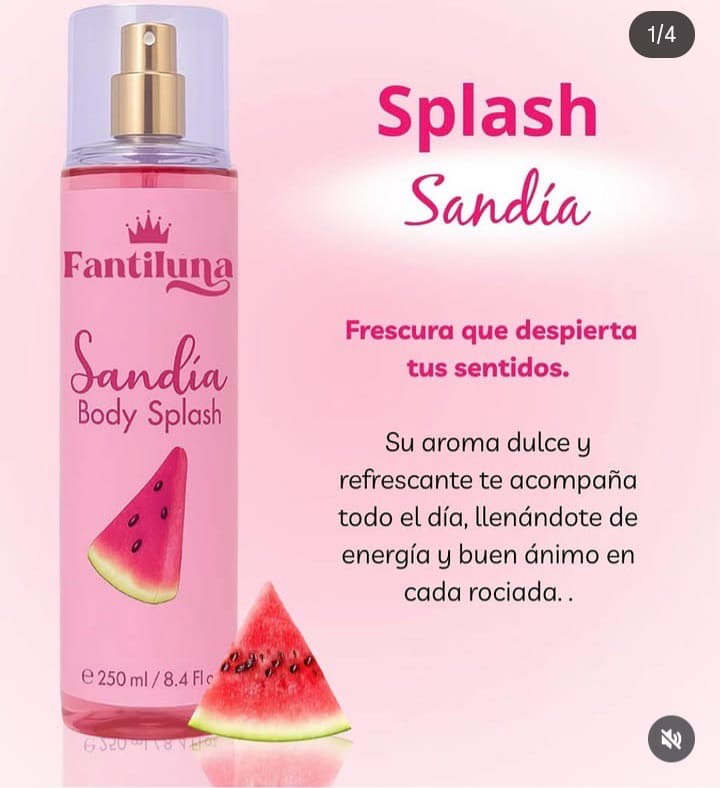 1/4
Splash
Sandía
Frescura que despierta
tus sentidos.
Su aroma dulce y
refrescante te acompaña
todo el día, llenándote de
energía y buen ánimo en
cada rociada. .
Fantiluna
Sandía
Body Splash
℮ 250 ml / 8.4 Fl